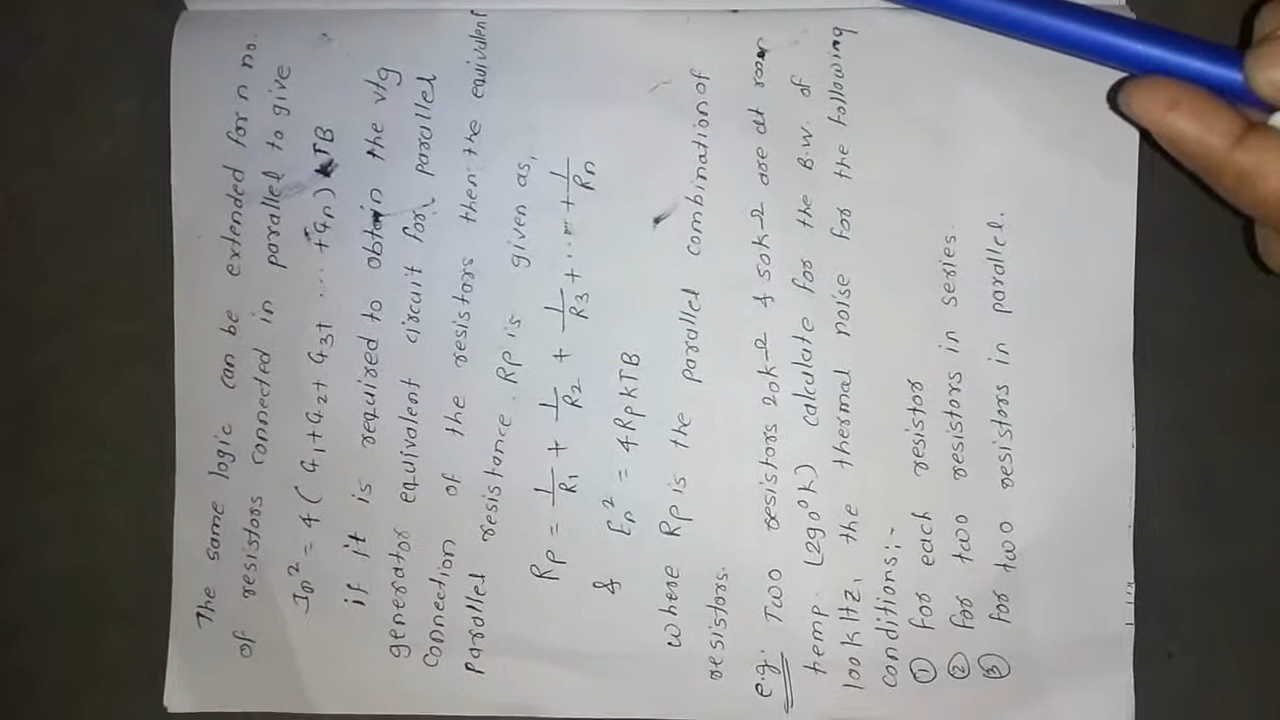 The same logic can be extended for n no.
of resistors connected in parallel to give
In² = 4 (G1 + G2 + G3 + ... + Gn) kTB
if it is required to obtain the v/g
generator equivalent circuit for parallel
connection of the resistors then the equivalent
parallel resistance Rp is given as,
Rp = 1/R1 + 1/R2 + 1/R3 + .... + 1/Rn
& En² = 4RpKTB
where Rp is the parallel combination of
resistors.
e.g: Two resistors 20kΩ & 50kΩ are at room
temp. (290°K) calculate for the B.W. of
100kHz, the thermal noise for the following
conditions:-
① for each resistor
② for two resistors in series.
③ for two resistors in parallel.